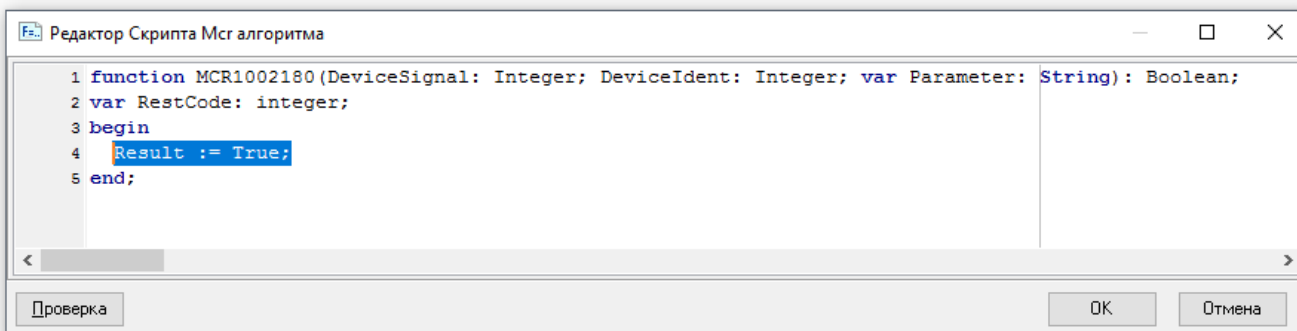 F=.. Редактор Скрипта Mcr алгоритма
1 function MCR1002180(DeviceSignal: Integer; DeviceIdent: Integer; var Parameter: String): Boolean;
2 var RestCode: integer;
3 begin
4 Result := True;
5 end;
Проверка OK Отмена